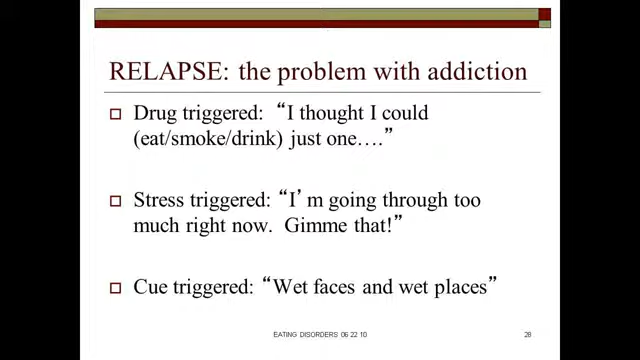 RELAPSE: the problem with addiction
Drug triggered: “I thought I could
(eat/smoke/drink) just one….”
Stress triggered: “I’m going through too
much right now. Gimme that!”
Cue triggered: “Wet faces and wet places”
EATING DISORDERS 06 22 10
28